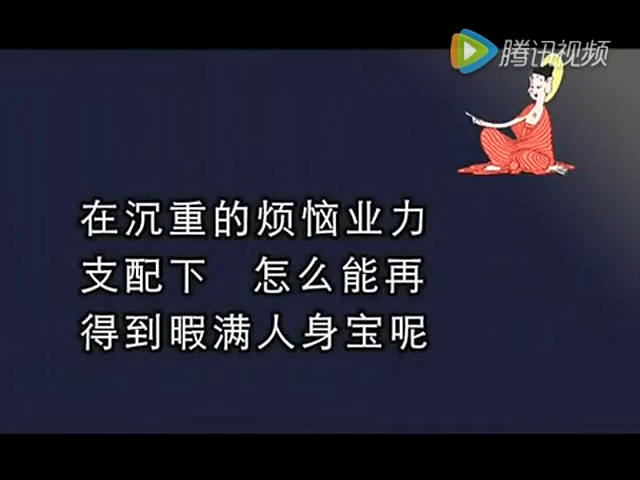 腾讯视频
在沉重的烦恼业力
支配下 怎么能再
得到暇满人身宝呢